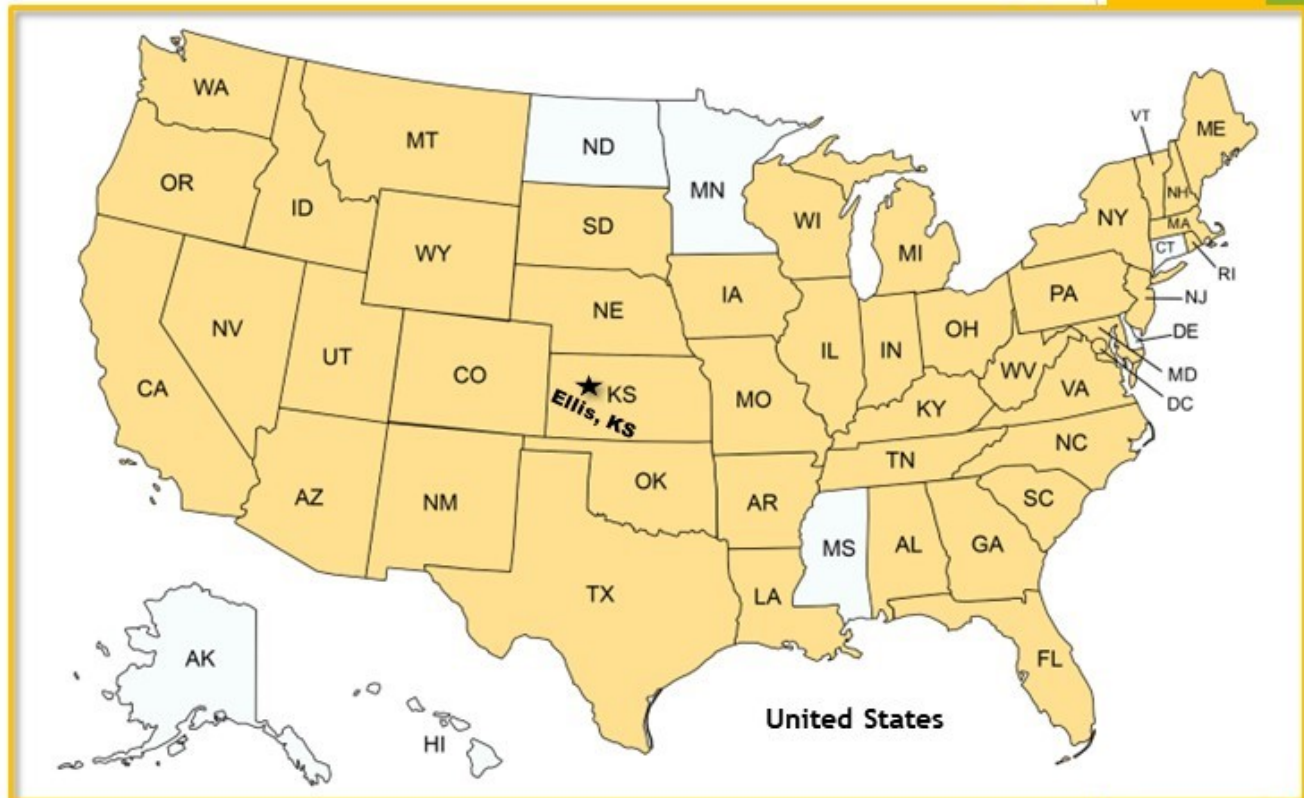 WA
MT
ND
MN
VT
ME
OR
ID
SD
WI
NY
NH
MA
WY
MI
CT
RI
IA
PA
NJ
NE
NV
OH
DE
UT
IL
IN
CO
WV
MD
CA
KS
MO
VA
DC
Ellis, KS
KY
NC
TN
OK
AZ
NM
AR
SC
MS
AL
GA
TX
LA
AK
FL
United States
HI